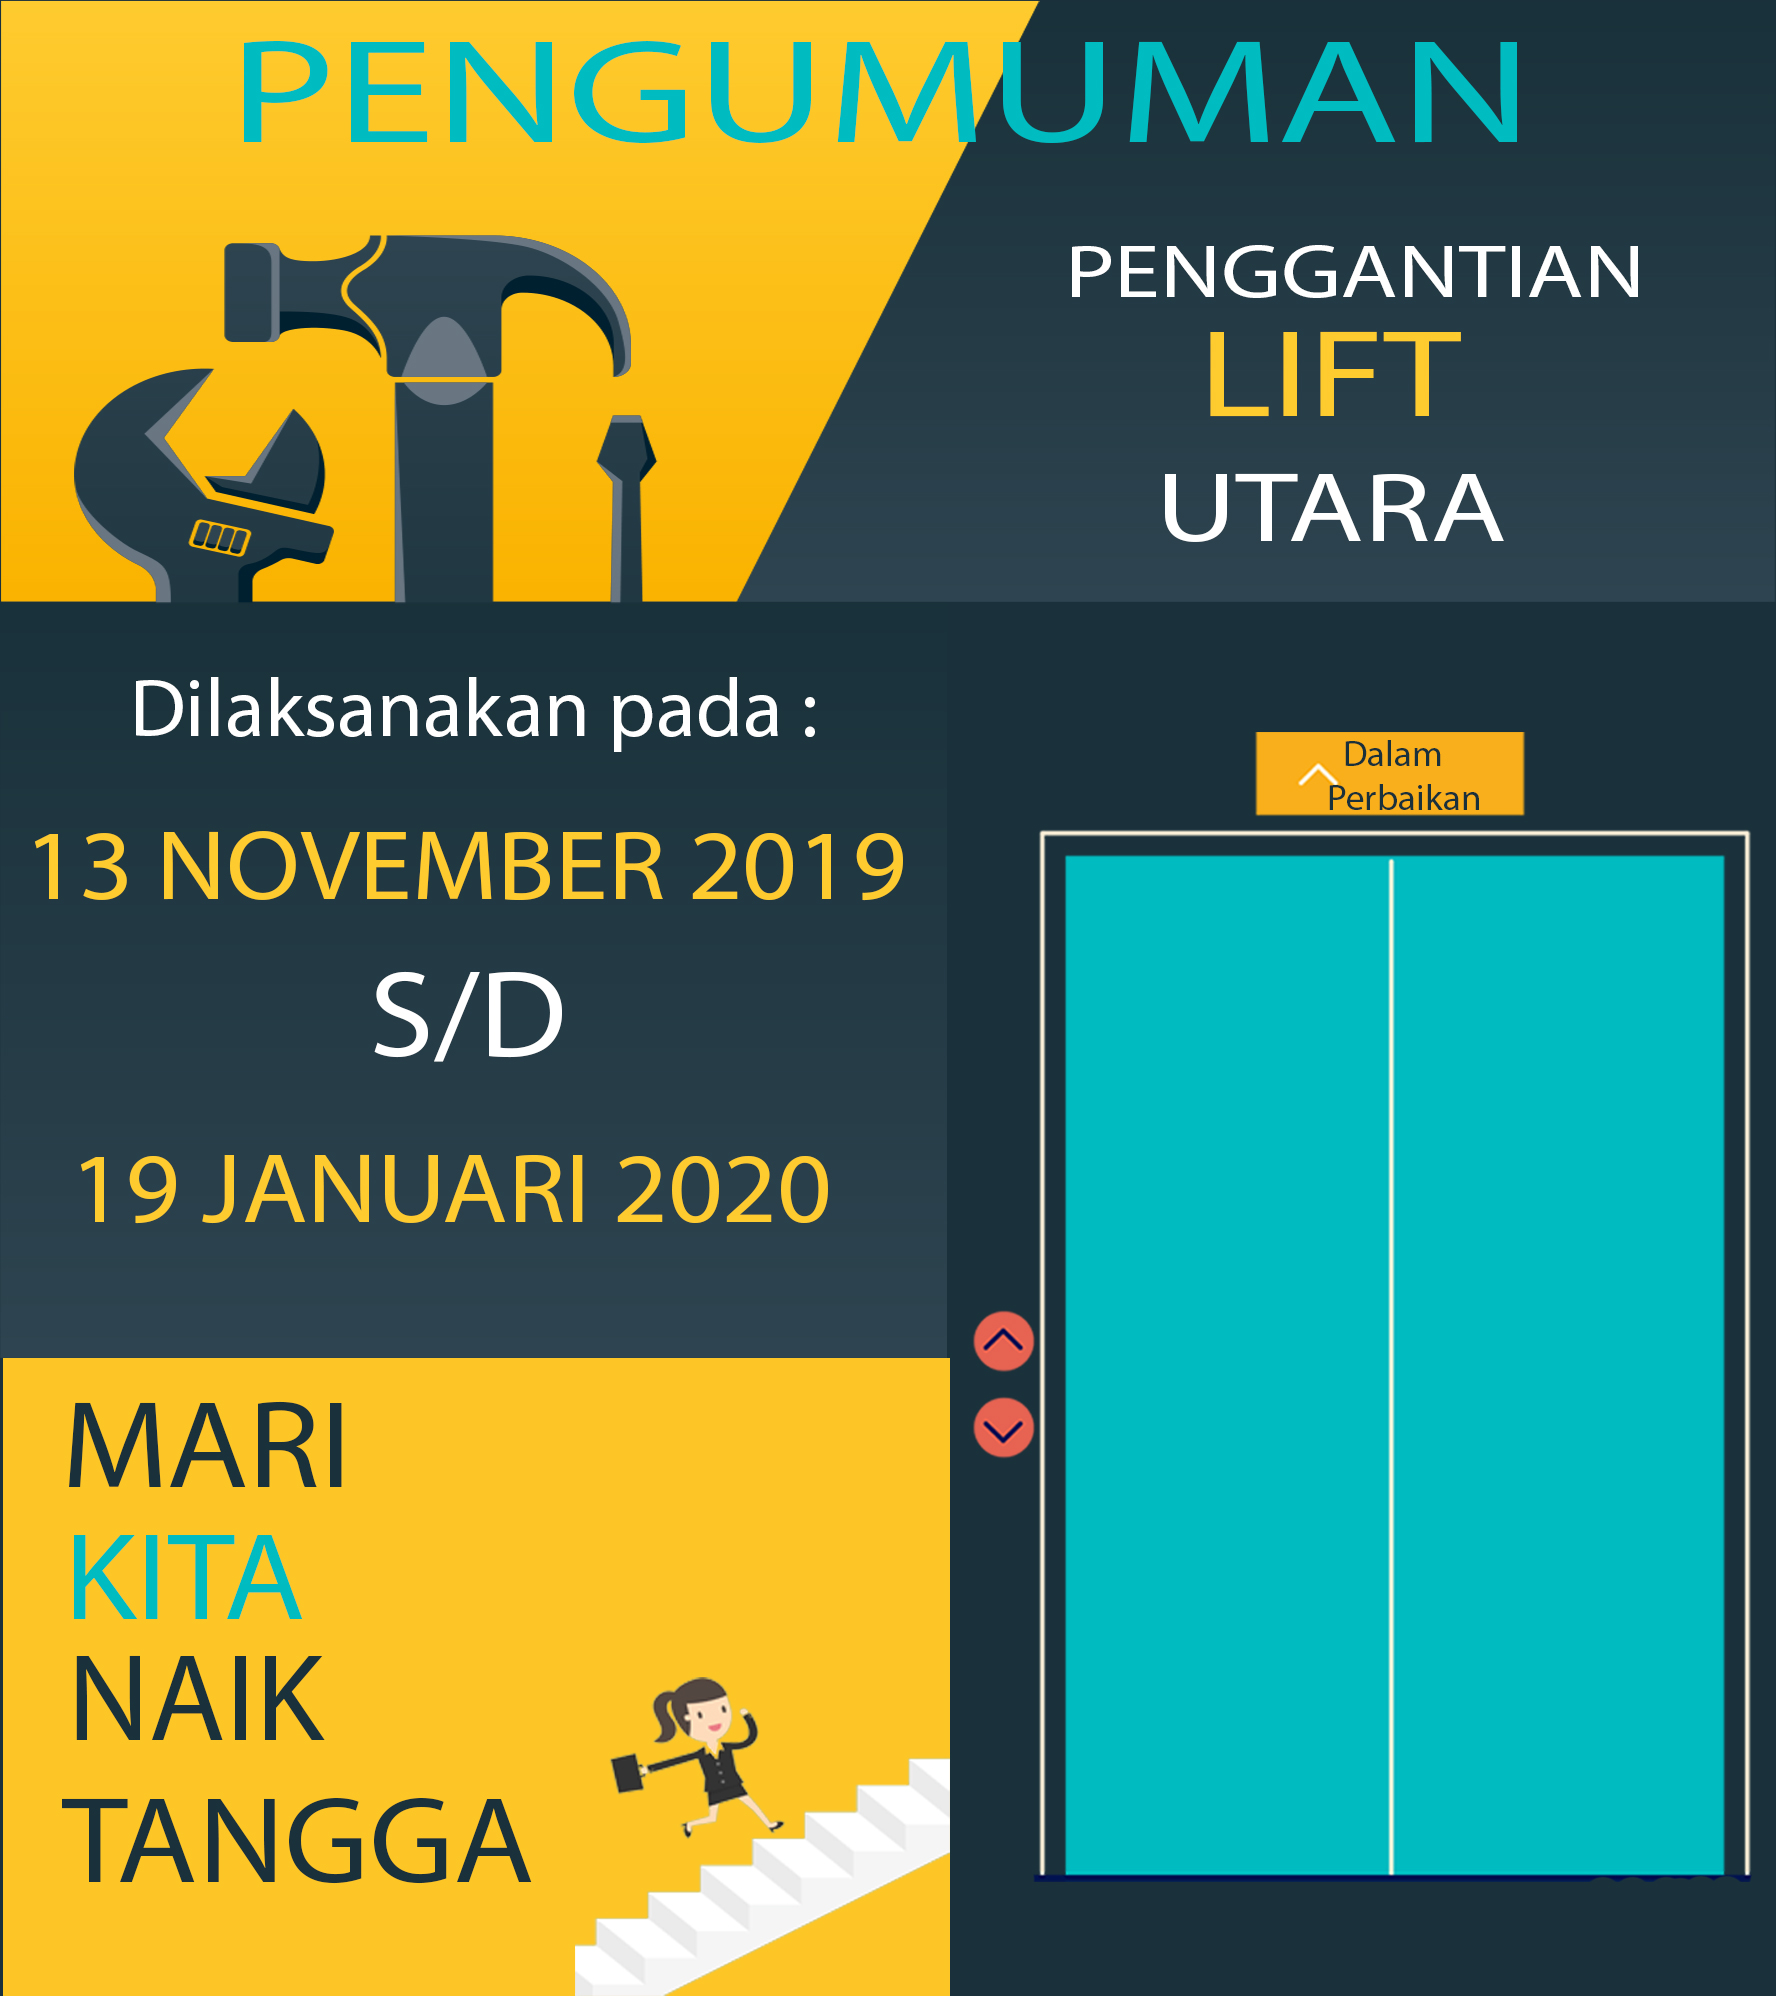 PENGUMUMAN
PENGGANTIAN
LIFT
UTARA
Dilaksanakan pada :
13 NOVEMBER 2019
S/D
19 JANUARI 2020
Dalam
Perbaikan
MARI
KITA
NAIK
TANGGA